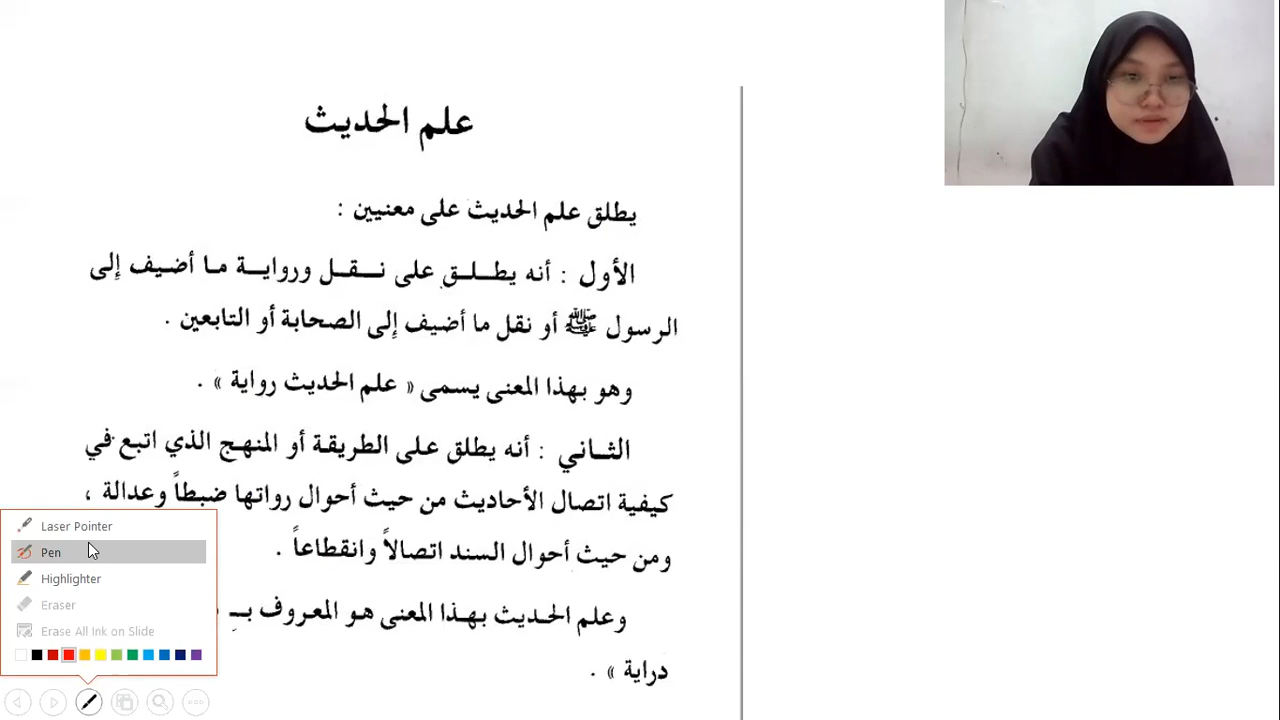 علم الحديث
يطلق علم الحديث على معنيين :
الأول : أنه يطلق على نقل ورواية ما أضيف إلى
الرسول ﷺ أو نقل ما أضيف إلى الصحابة أو التابعين .
وهو بهذا المعنى يسمى « علم الحديث رواية » .
الثاني : أنه يطلق على الطريقة أو المنهج الذي اتبع في
كيفية اتصال الأحاديث من حيث أحوال رواتها ضبطاً وعدالة ،
ومن حيث أحوال السند اتصالاً وانقطاعاً .
وعلم الحديث بهذا المعنى هو المعروف بـ
دراية » .
Laser Pointer
Pen
Highlighter
Eraser
Erase All Ink on Slide